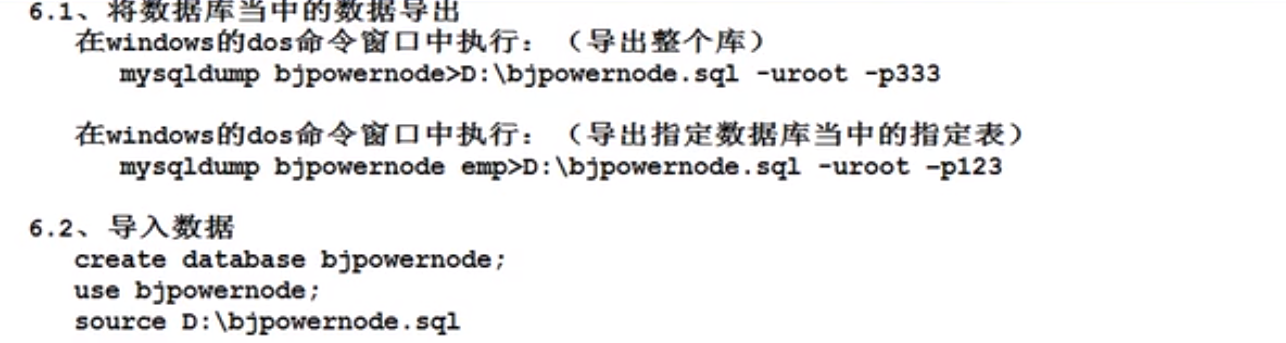 6.1、将数据库当中的数据导出
在windows的dos命令窗口中执行：（导出整个库）
mysqldump bjpowernode>D:\bjpowernode.sql -uroot -p333
在windows的dos命令窗口中执行：（导出指定数据库当中的指定表）
mysqldump bjpowernode emp>D:\bjpowernode.sql -uroot –p123
6.2、导入数据
create database bjpowernode;
use bjpowernode;
source D:\bjpowernode.sql